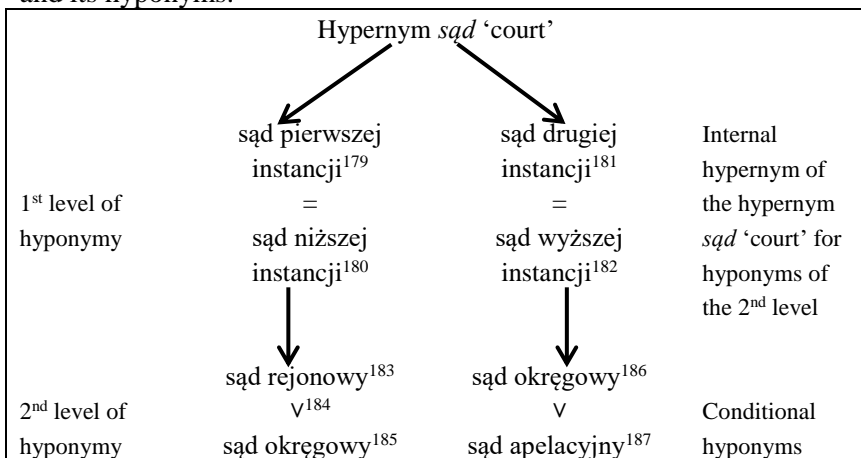 and its hyponyms.
Hypernym sąd ‘court’
sąd pierwszej sąd drugiej Internal
instancji179 instancji181 hypernym of
1st level of = = the hypernym
hyponymy sąd niższej sąd wyższej sąd ‘court’ for
instancji180 instancji182 hyponyms of
the 2nd level
sąd rejonowy183 sąd okręgowy186
2nd level of ˅184 ˅ Conditional
hyponymy sąd okręgowy185 sąd apelacyjny187 hyponyms